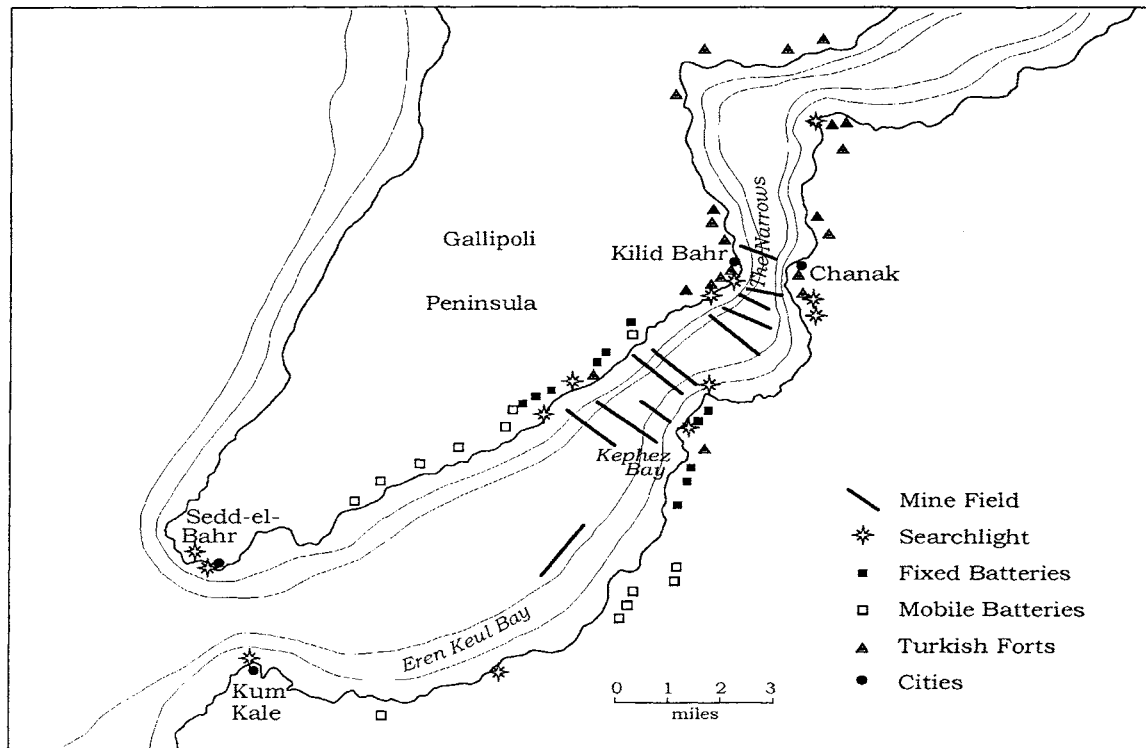 The Narrows
Gallipoli
Kilid Bahr
Chanak
Peninsula
Kephez
Bay
Sedd-el-
Bahr
Mine Field
Searchlight
Fixed Batteries
Mobile Batteries
Eren Keul Bay
Turkish Forts
Kum
Kale
Cities
0 1 2 3
miles